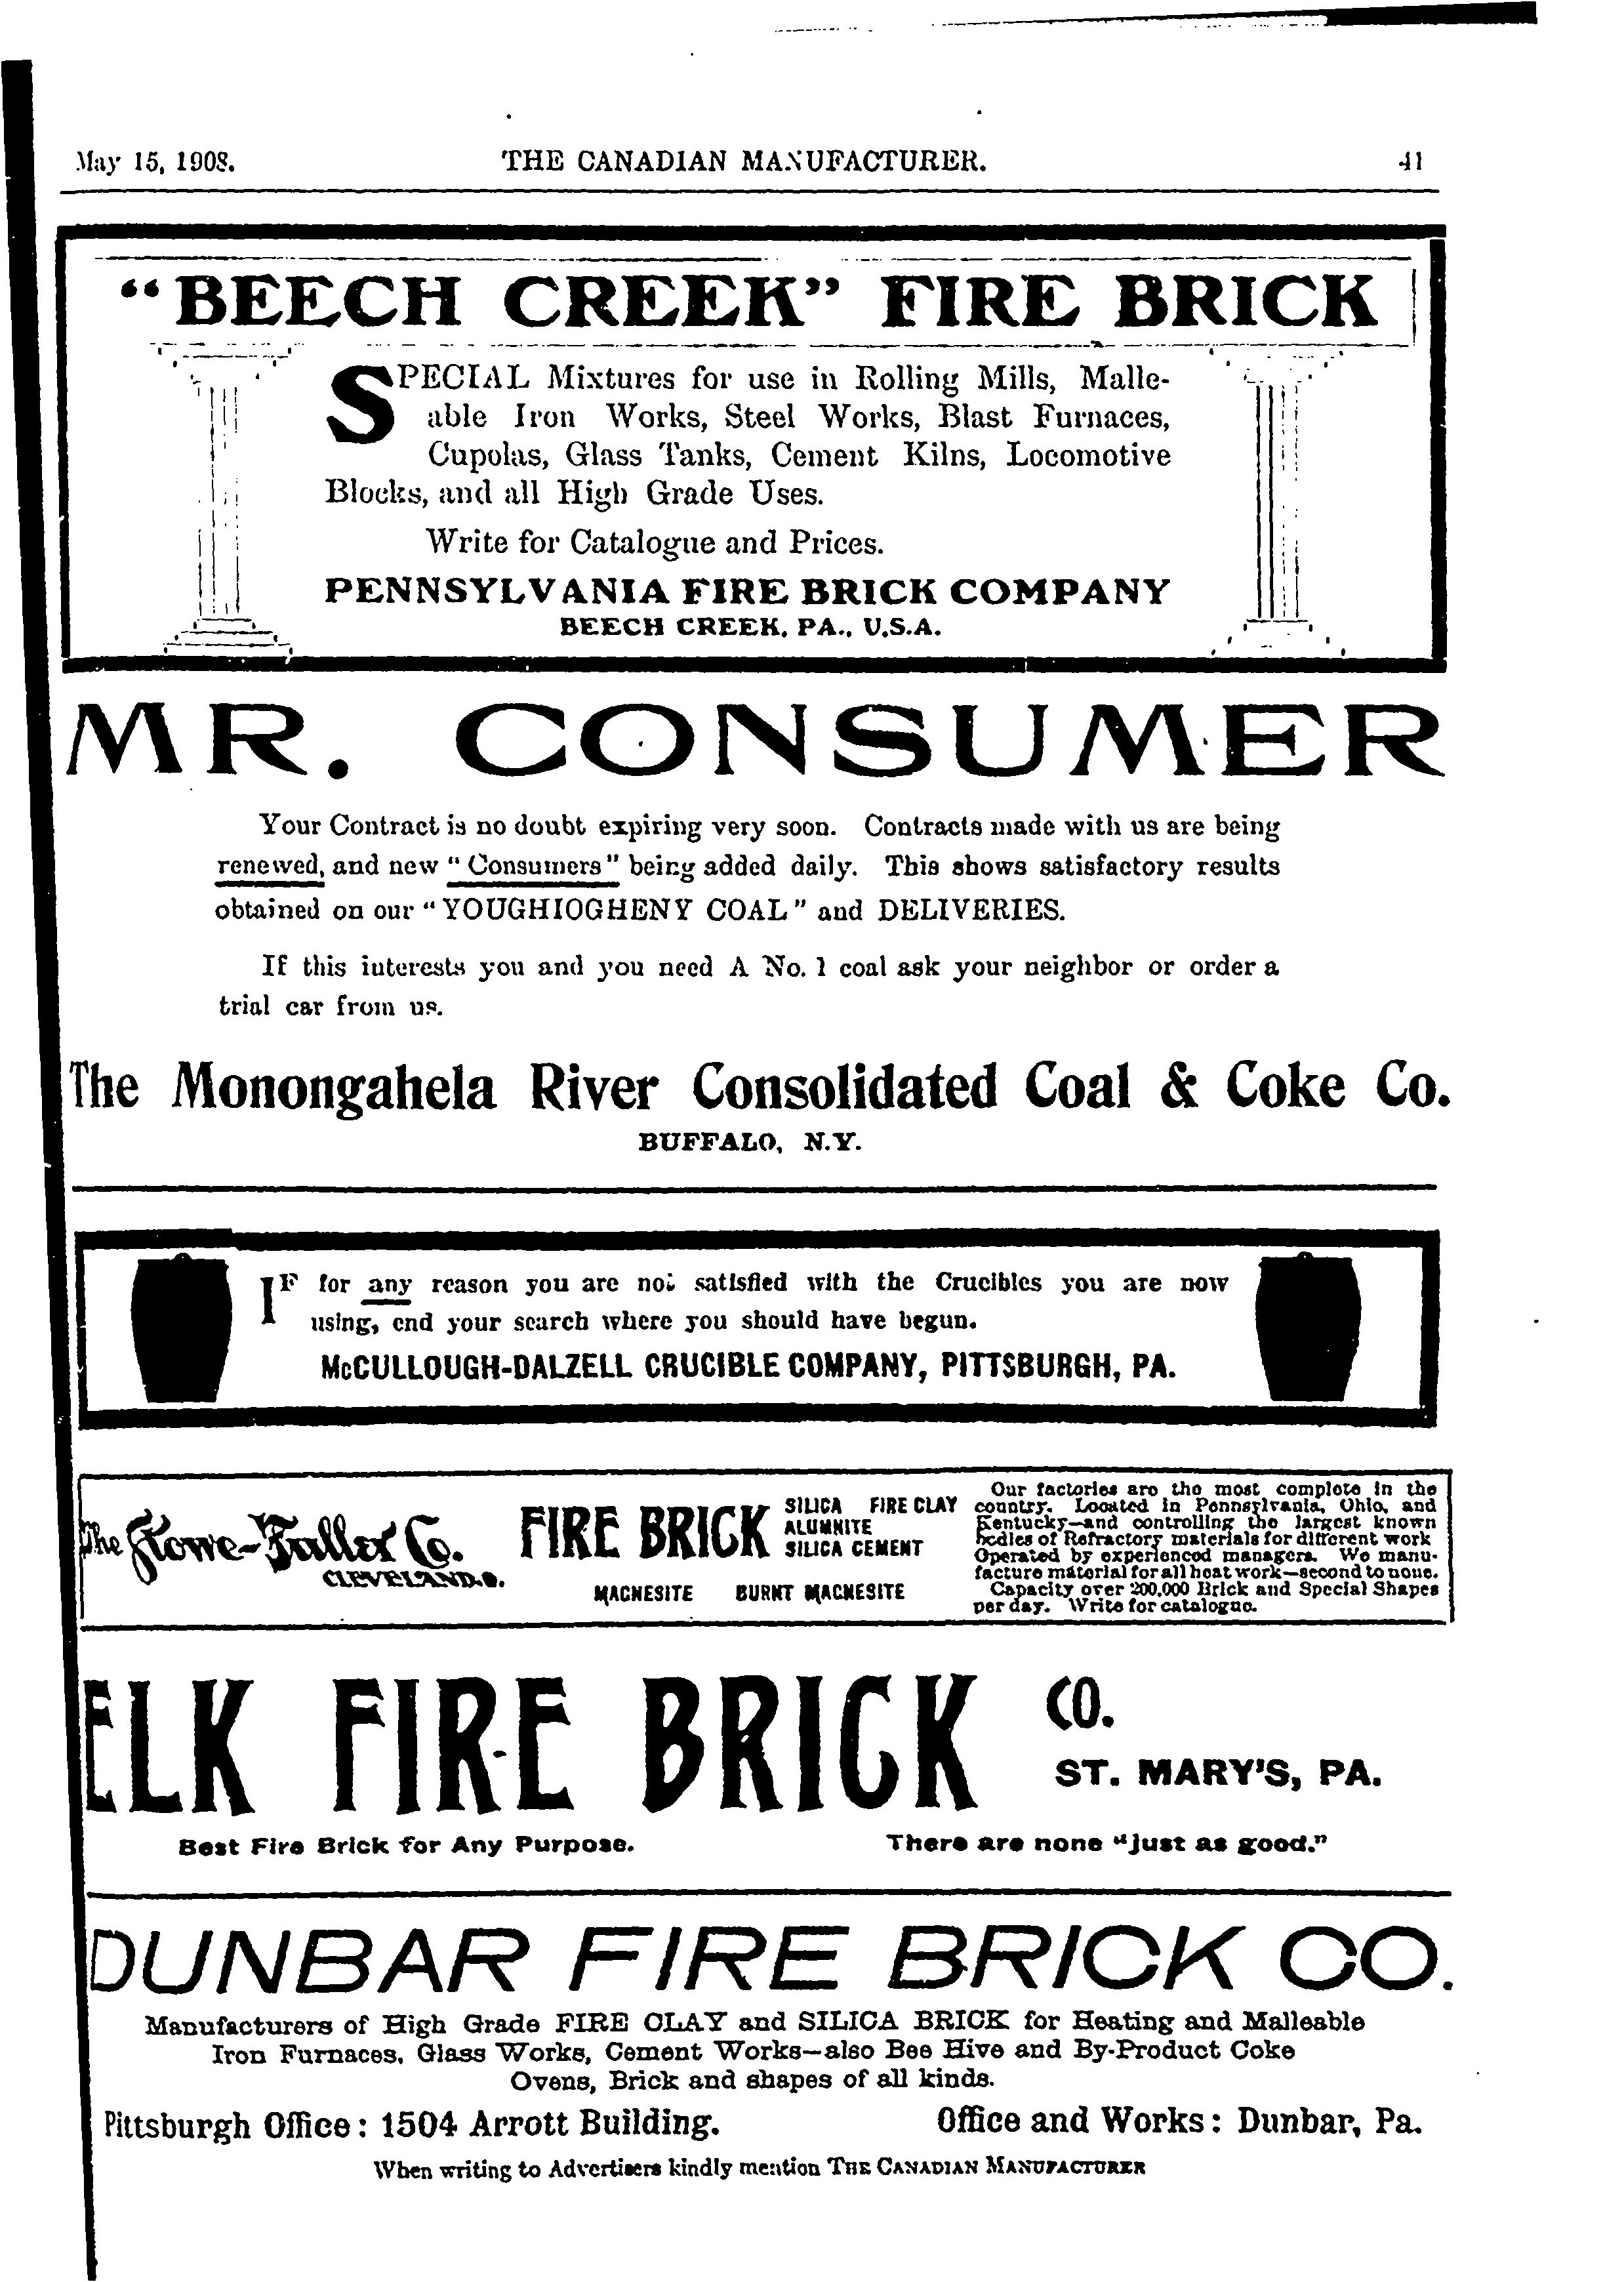 May 15, 1908.
THE CANADIAN MANUFACTURER.
41
“BEECH CREEK” FIRE BRICK
SPECIAL Mixtures for use in Rolling Mills, Malle-
able Iron Works, Steel Works, Blast Furnaces,
Cupolas, Glass Tanks, Cement Kilns, Locomotive
Blocks, and all High Grade Uses.
Write for Catalogue and Prices.
PENNSYLVANIA FIRE BRICK COMPANY
BEECH CREEK, PA., U.S.A.
MR. CONSUMER
Your Contract is no doubt expiring very soon. Contracts made with us are being
renewed, and new “Consumers” being added daily. This shows satisfactory results
obtained on our “YOUGHIOGHENY COAL” and DELIVERIES.
If this interests you and you need A No. 1 coal ask your neighbor or order a
trial car from us.
The Monongahela River Consolidated Coal & Coke Co.
BUFFALO, N.Y.
IF for any reason you are not satisfied with the Crucibles you are now
using, end your search where you should have begun.
McCULLOUGH-DALZELL CRUCIBLE COMPANY, PITTSBURGH, PA.
The Stowe-Fuller Co.
CLEVELAND.O.
FIRE BRICK
SILICA FIRE CLAY
ALUMNITE
SILICA CEMENT
MAGNESITE BURNT MAGNESITE
Our factories are the most complete in the
country. Located in Pennsylvania, Ohio, and
Kentucky—and controlling the largest known
bodies of Refractory materials for different work
Operated by experienced managers. We manu-
facture material for all heat work—second to none.
Capacity over 200,000 Brick and Special Shapes
per day. Write for catalogue.
ELK FIRE BRICK CO.
ST. MARY'S, PA.
Best Fire Brick for Any Purpose. There are none “just as good.”
DUNBAR FIRE BRICK CO.
Manufacturers of High Grade FIRE CLAY and SILICA BRICK for Heating and Malleable
Iron Furnaces, Glass Works, Cement Works—also Bee Hive and By-Product Coke
Ovens, Brick and shapes of all kinds.
Pittsburgh Office: 1504 Arrott Building. Office and Works: Dunbar, Pa.
When writing to Advertisers kindly mention THE CANADIAN MANUFACTURER